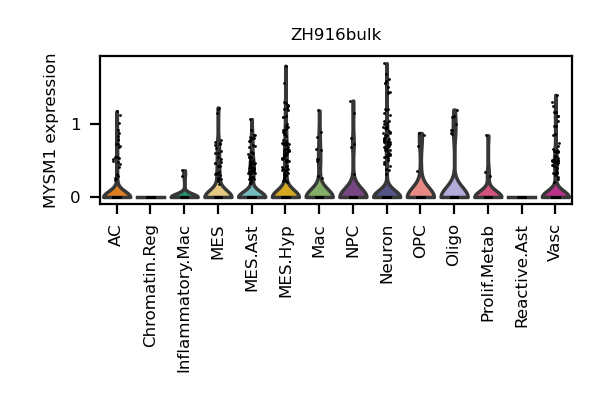 ZH916bulk
MYSM1 expression
1
0
AC
Chromatin.Reg
Inflammatory.Mac
MES
MES.Ast
MES.Hyp
Mac
NPC
Neuron
OPC
Oligo
Prolif.Metab
Reactive.Ast
Vasc